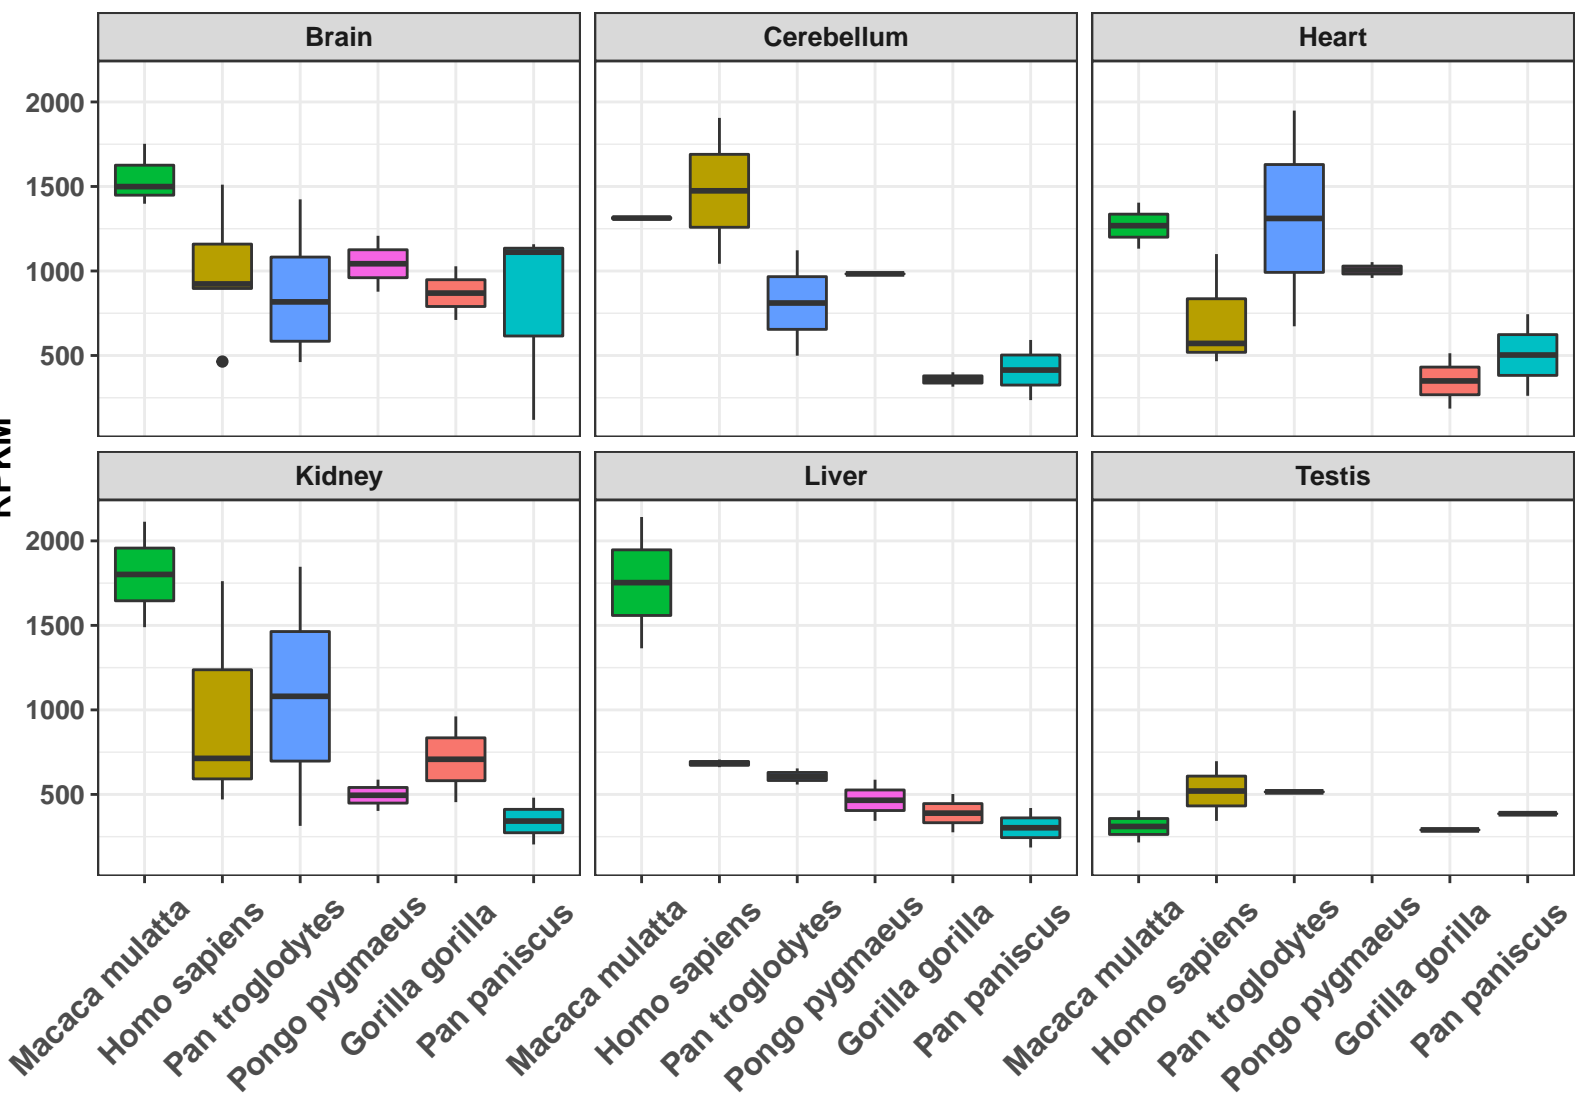 Brain
Cerebellum
Heart
2000
1500
1000
500
RPKM
Kidney
Liver
Testis
2000
1500
1000
500
Macaca mulatta
Homo sapiens
Pan troglodytes
Pongo pygmaeus
Gorilla gorilla
Pan paniscus
Macaca mulatta
Homo sapiens
Pan troglodytes
Pongo pygmaeus
Gorilla gorilla
Pan paniscus
Macaca mulatta
Homo sapiens
Pan troglodytes
Pongo pygmaeus
Gorilla gorilla
Pan paniscus